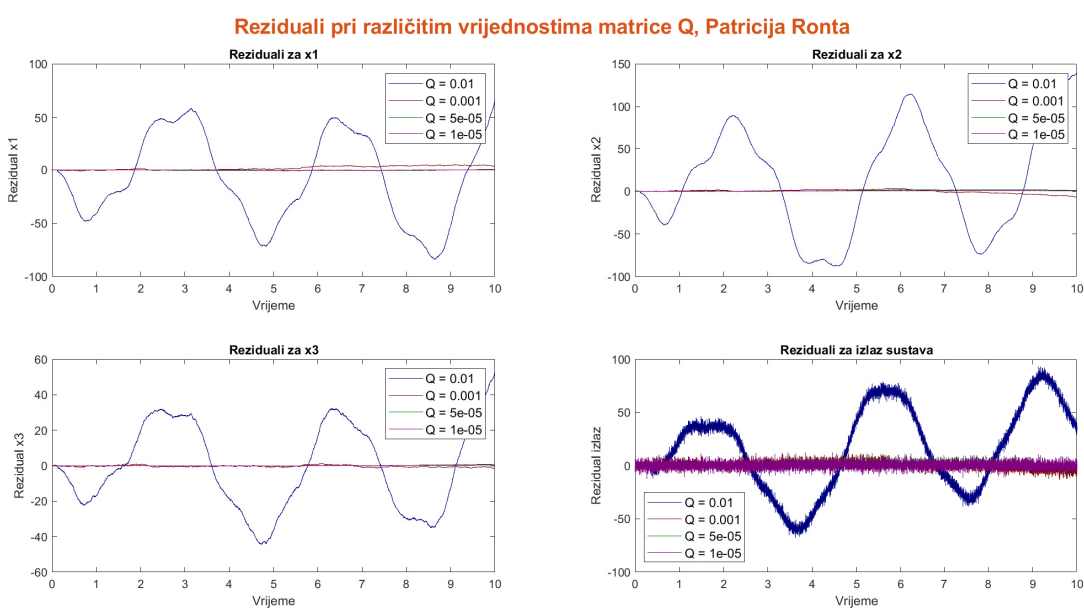 Reziduali pri različitim vrijednostima matrice Q, Patricija Ronta
Reziduali za x1
100
50
0
-50
-100
Rezidual x1
0 1 2 3 4 5 6 7 8 9 10
Vrijeme
Q = 0.01
Q = 0.001
Q = 5e-05
Q = 1e-05
Reziduali za x2
150
100
50
0
-50
-100
Rezidual x2
0 1 2 3 4 5 6 7 8 9 10
Vrijeme
Q = 0.01
Q = 0.001
Q = 5e-05
Q = 1e-05
Reziduali za x3
60
40
20
0
-20
-40
-60
Rezidual x3
0 1 2 3 4 5 6 7 8 9 10
Vrijeme
Q = 0.01
Q = 0.001
Q = 5e-05
Q = 1e-05
Reziduali za izlaz sustava
100
50
0
-50
-100
Rezidual izlaz
0 1 2 3 4 5 6 7 8 9 10
Vrijeme
Q = 0.01
Q = 0.001
Q = 5e-05
Q = 1e-05